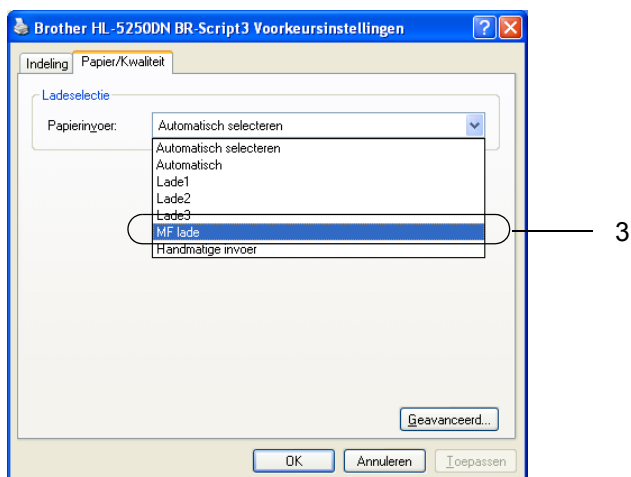 Brother HL-5250DN BR-Script3 Voorkeursinstellingen
Indeling Papier/Kwaliteit
Ladeselectie
Papierinvoer: Automatisch selecteren
Automatisch selecteren
Automatisch
Lade1
Lade2
Lade3
MF lade
Handmatige invoer
3
Geavanceerd...
OK Annuleren Toepassen